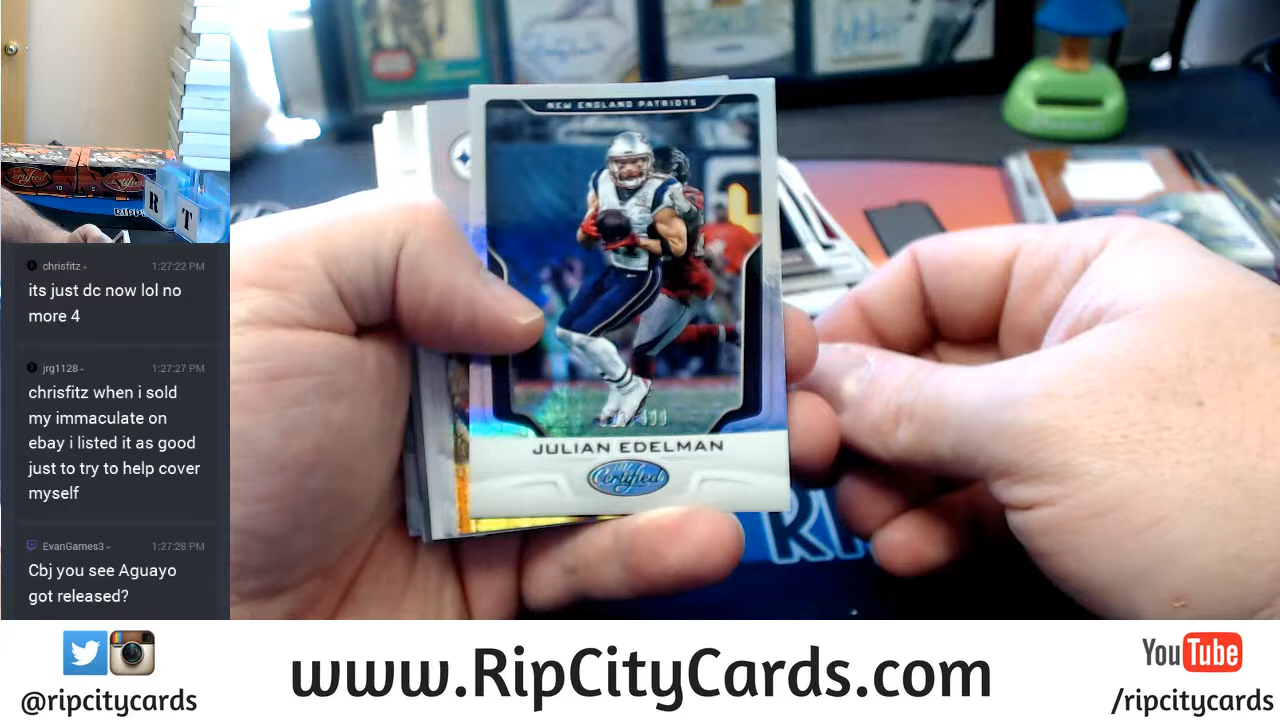 Certified
R
T
chrisfitz
1:27:22 PM
its just dc now lol no
more 4
jrg1128
1:27:27 PM
chrisfitz when i sold
my immaculate on
ebay i listed it as good
just to try to help cover
myself
EvanGames3
1:27:28 PM
Cbj you see Aguayo
got released?
NEW ENGLAND PATRIOTS
JULIAN EDELMAN
Certified
@ripcitycards
www.RipCityCards.com
YouTube
/ripcitycards